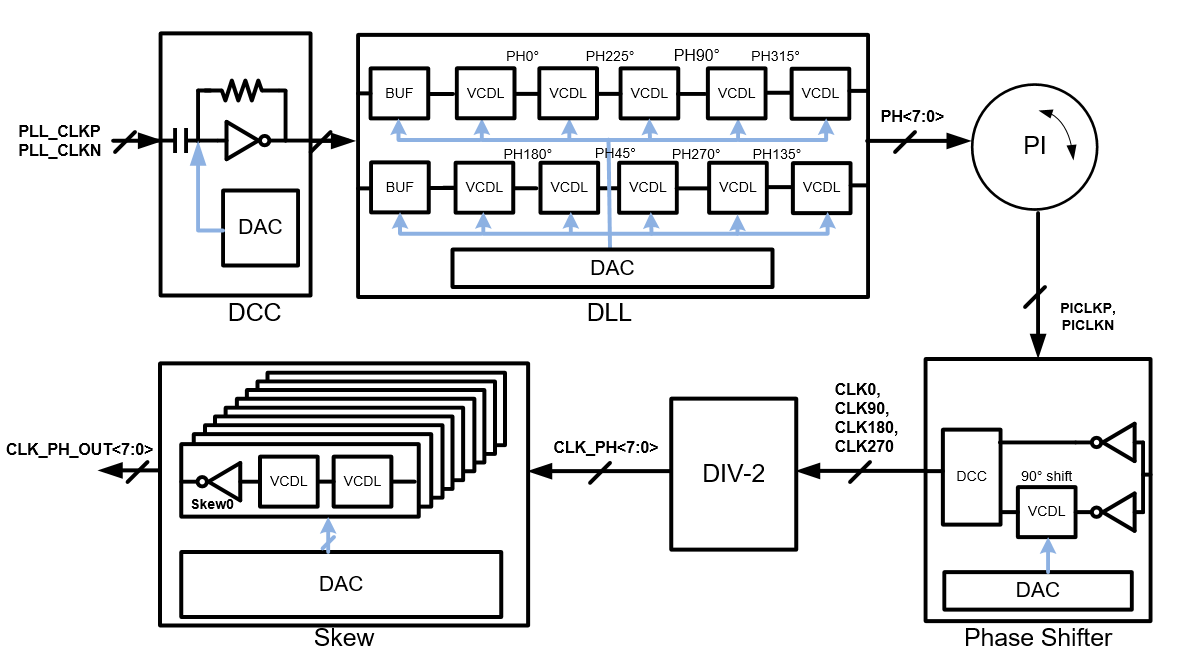 PLL_CLKP
PLL_CLKN
DAC
DCC
PH0° PH225° PH90° PH315°
BUF VCDL VCDL VCDL VCDL VCDL
PH180° PH45° PH270° PH135°
BUF VCDL VCDL VCDL VCDL VCDL
DAC
DLL
PH<7:0>
PI
PICLKP,
PICLKN
DCC
90° shift
VCDL
DAC
Phase Shifter
CLK0,
CLK90,
CLK180,
CLK270
DIV-2
CLK_PH<7:0>
VCDL VCDL
Skew0
DAC
Skew
CLK_PH_OUT<7:0>